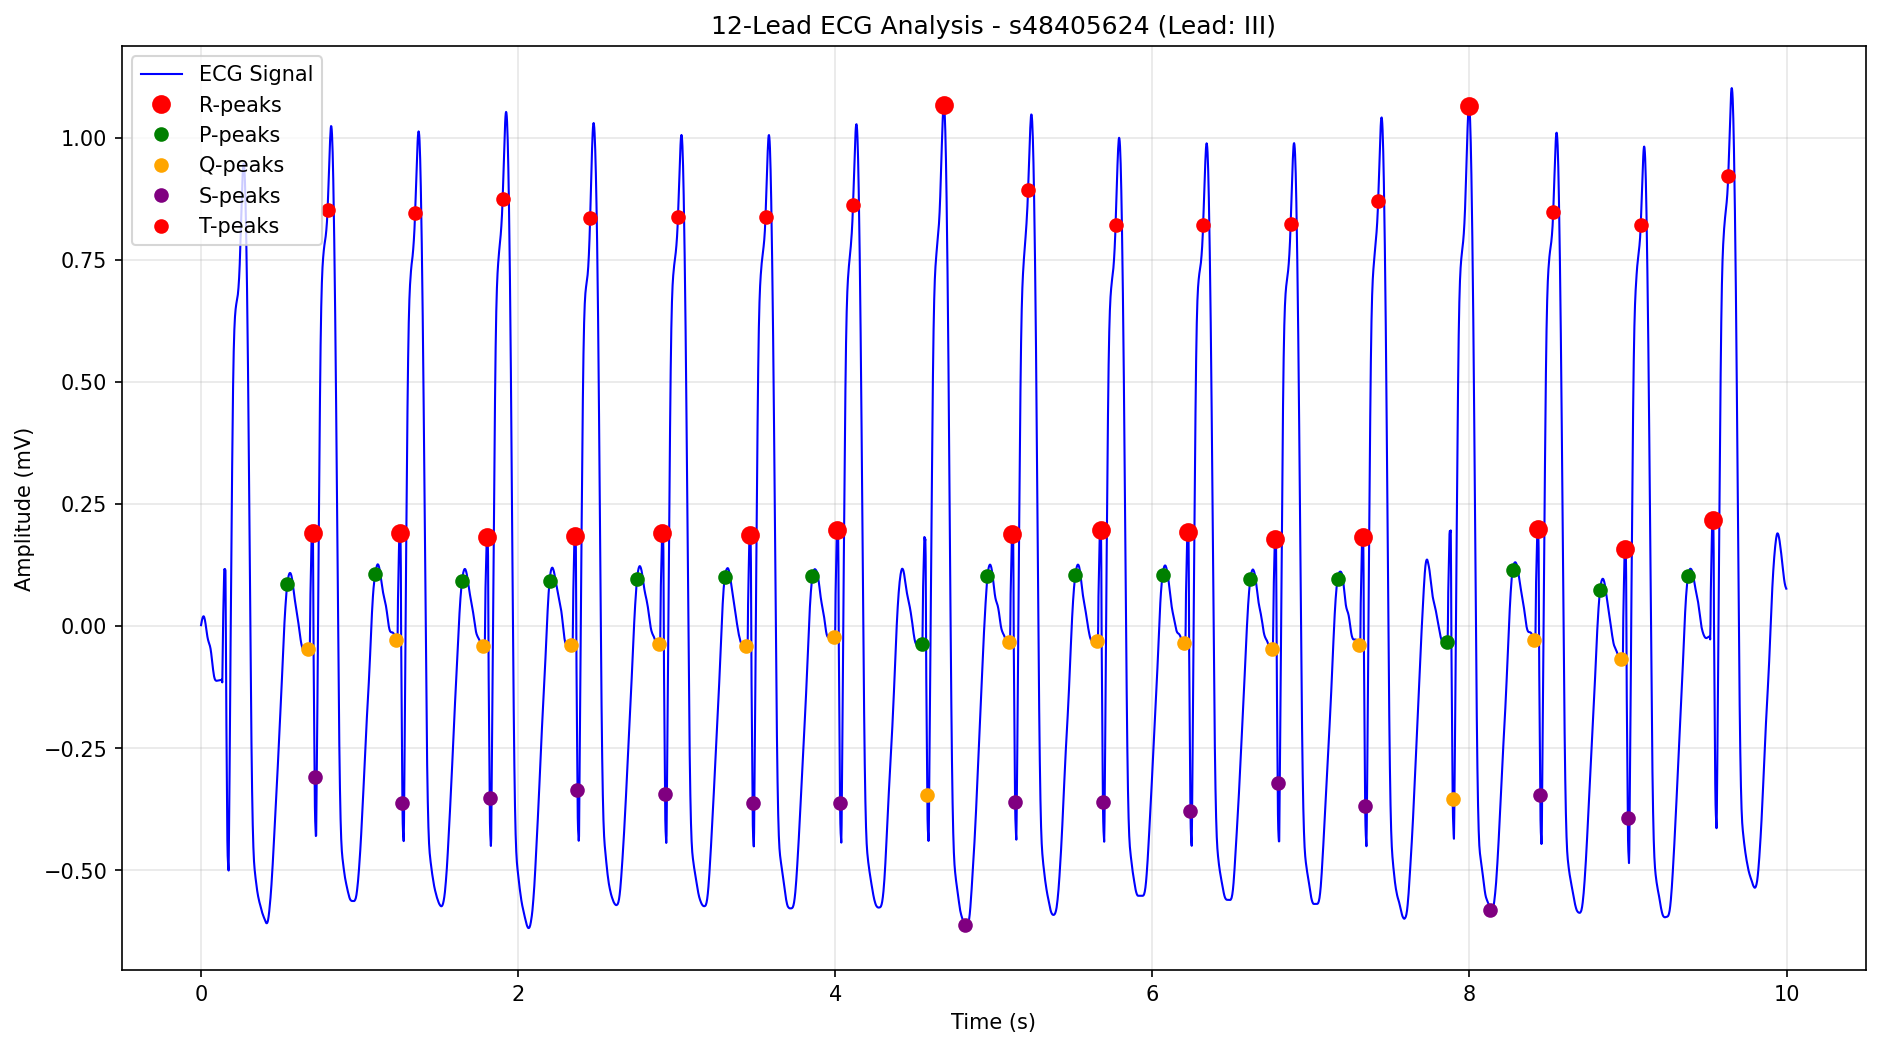 12-Lead ECG Analysis - s48405624 (Lead: III)
ECG Signal
R-peaks
P-peaks
Q-peaks
S-peaks
T-peaks
Amplitude (mV)
1.00
0.75
0.50
0.25
0.00
−0.25
−0.50
0 2 4 6 8 10
Time (s)